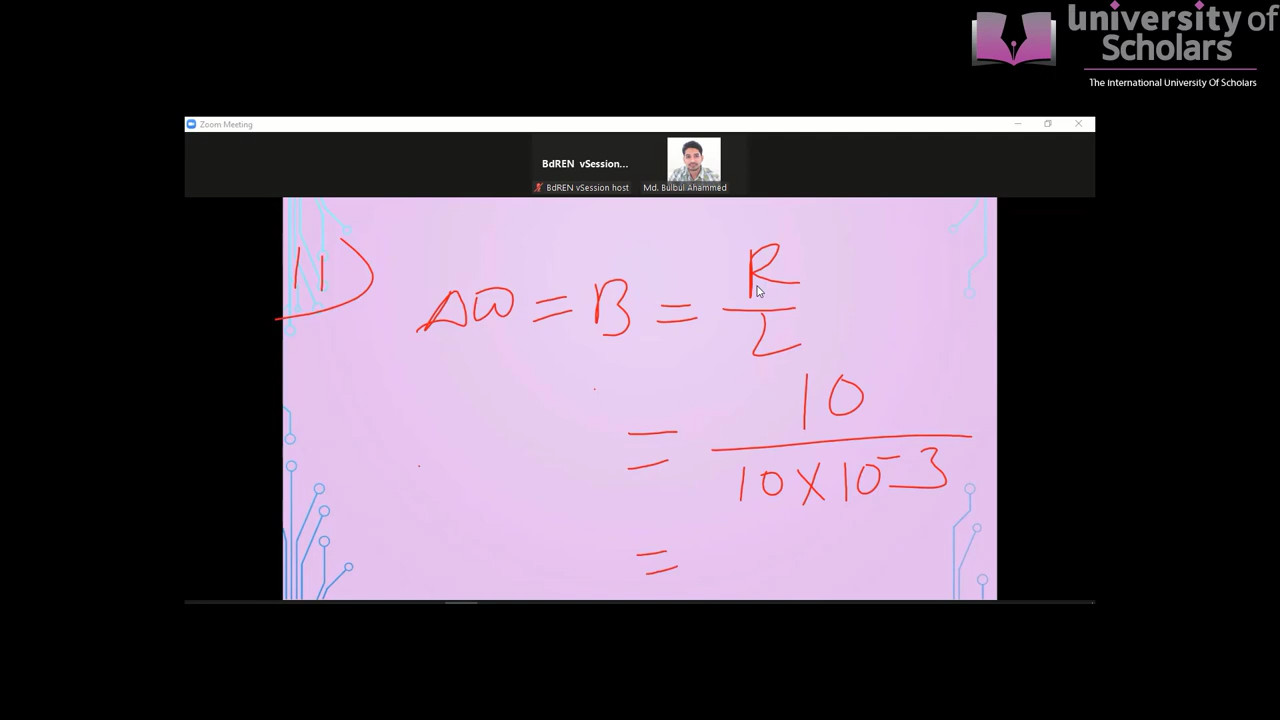 university of
Scholars
The International University Of Scholars
Zoom Meeting
BdREN vSession...
BdREN vSession host
Md. Bulbul Ahammed
11)
Δω = B = R/L
= 10/(10 × 10⁻³)
=